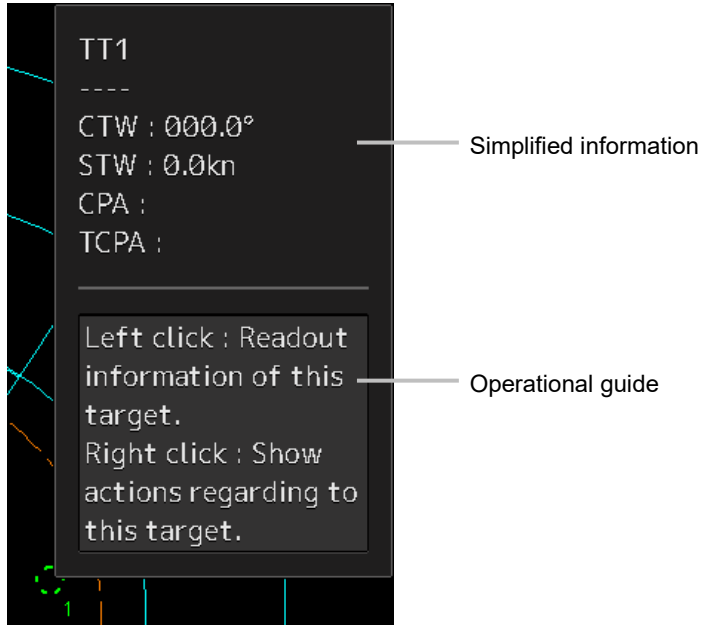 TT1
----
CTW : 000.0°
STW : 0.0kn
CPA :
TCPA :
Simplified information
Left click : Readout
information of this
target.
Right click : Show
actions regarding to
this target.
Operational guide
1